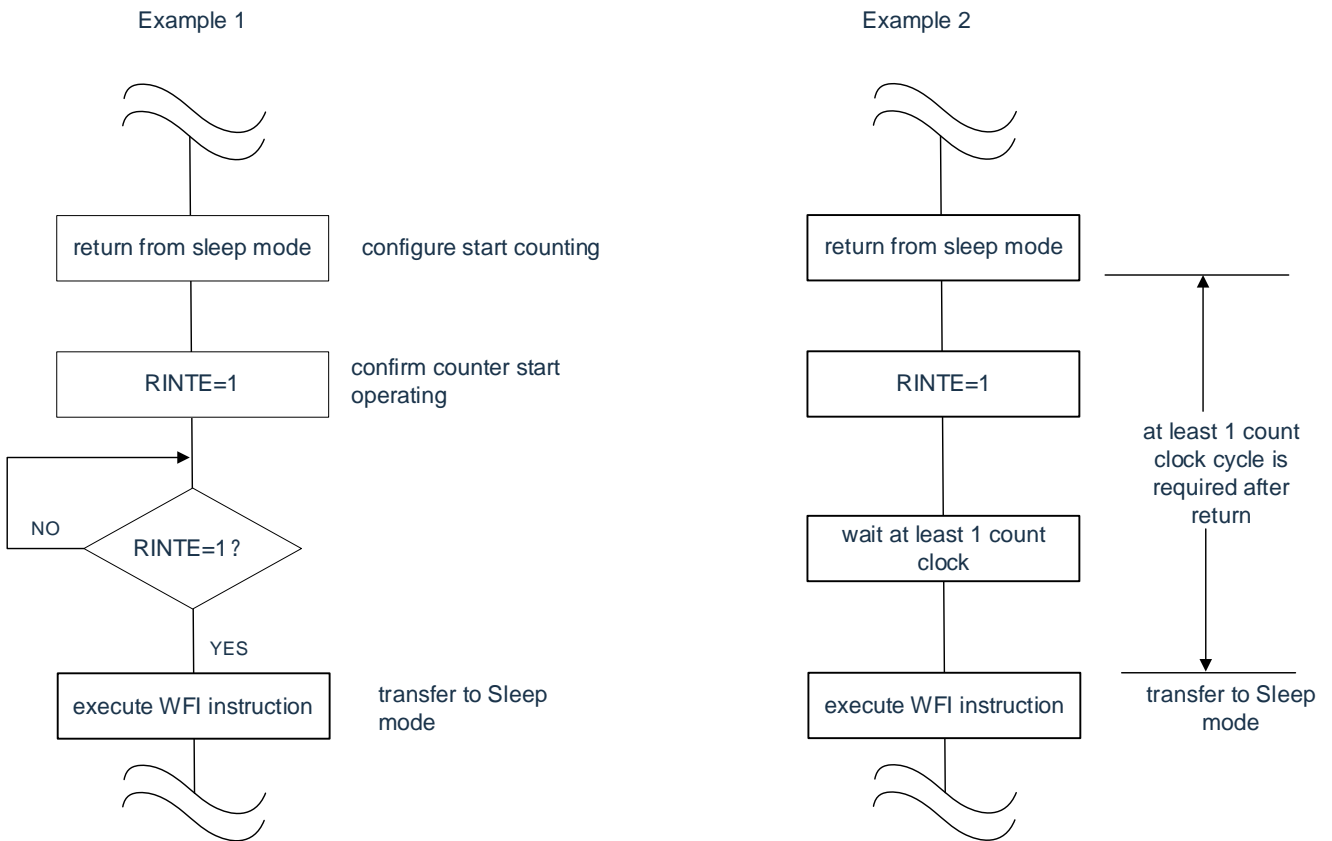 Example 1
return from sleep mode
configure start counting
RINTE=1
confirm counter start
operating
NO
RINTE=1?
YES
execute WFI instruction
transfer to Sleep
mode
Example 2
return from sleep mode
RINTE=1
at least 1 count
clock cycle is
required after
return
wait at least 1 count
clock
execute WFI instruction
transfer to Sleep
mode